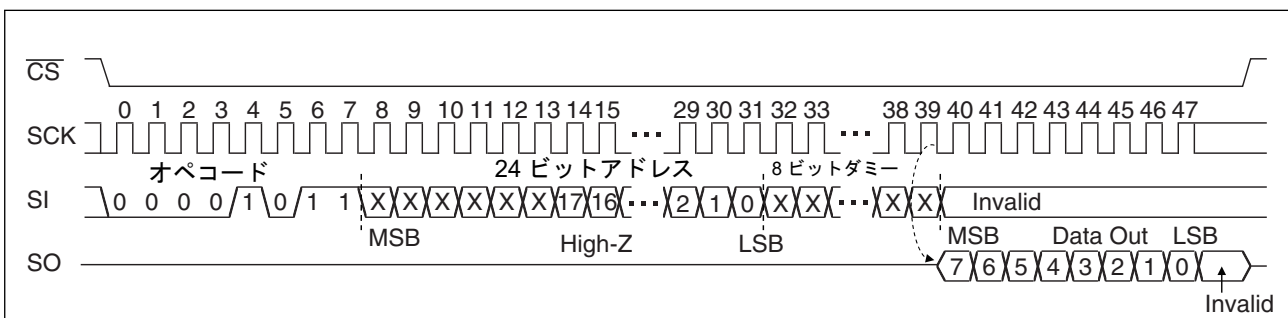 CS
0 1 2 3 4 5 6 7 8 9 10 11 12 13 14 15 29 30 31 32 33 38 39 40 41 42 43 44 45 46 47
SCK
オペコード 24 ビットアドレス 8 ビットダミー
SI 0 0 0 0 1 0 1 1 X X X X X X 17 16 2 1 0 X X X X Invalid
MSB High-Z LSB MSB Data Out LSB
SO 7 6 5 4 3 2 1 0
Invalid